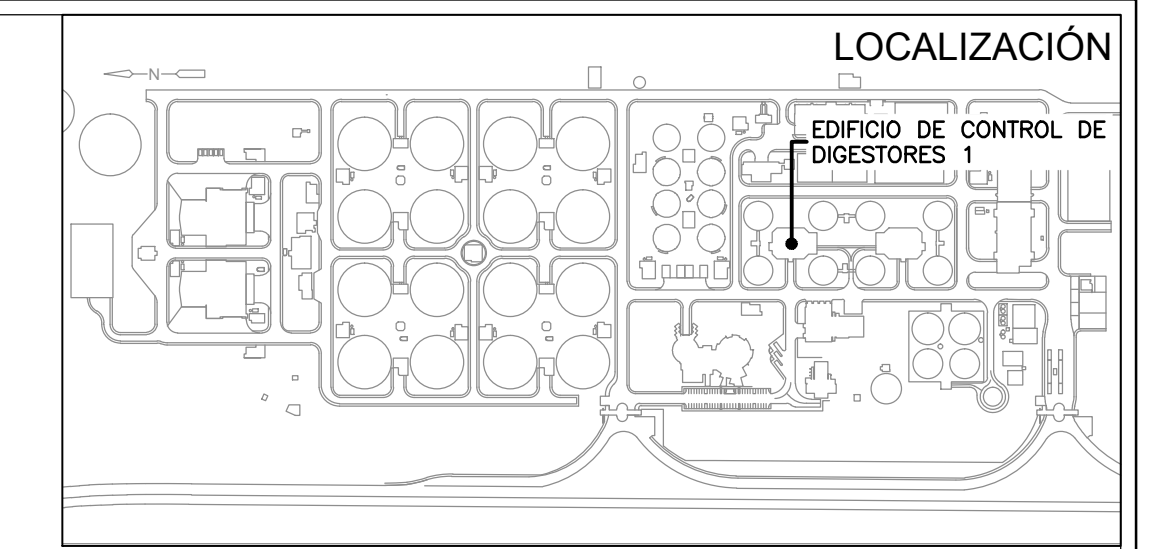 LOCALIZACIÓN
N
EDIFICIO DE CONTROL DE
DIGESTORES 1